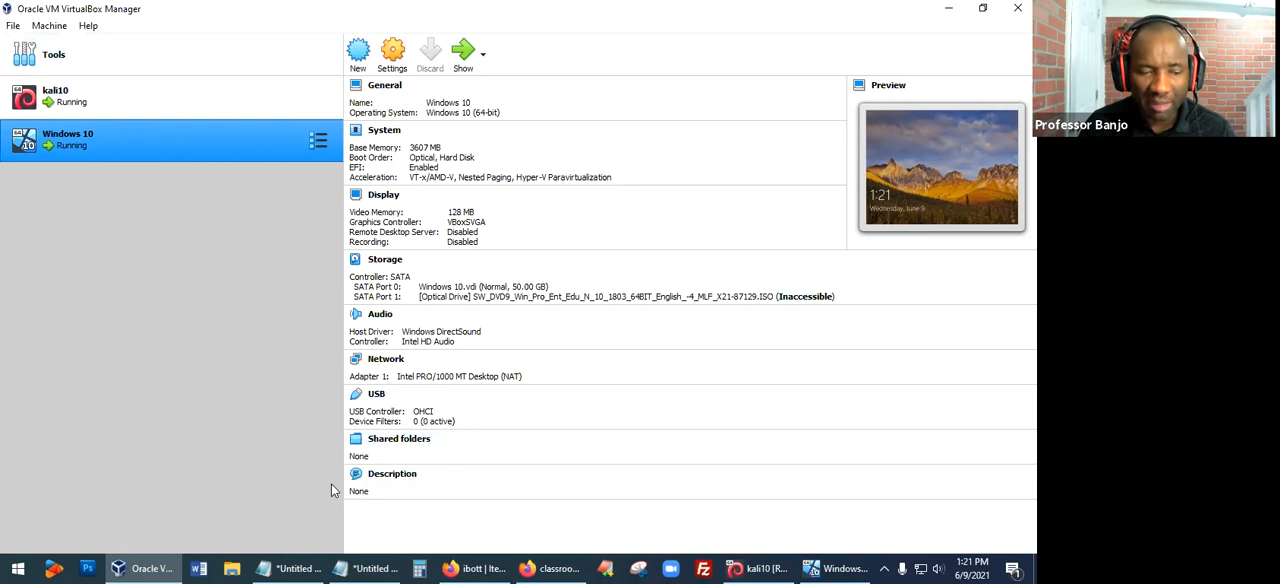 Oracle VM VirtualBox Manager
File Machine Help
Tools
New Settings Discard Show
64
kali10
Running
64
10
Windows 10
Running
General
Name: Windows 10
Operating System: Windows 10 (64-bit)
System
Base Memory: 3607 MB
Boot Order: Optical, Hard Disk
EFI: Enabled
Acceleration: VT-x/AMD-V, Nested Paging, Hyper-V Paravirtualization
Display
Video Memory: 128 MB
Graphics Controller: VBoxSVGA
Remote Desktop Server: Disabled
Recording: Disabled
Storage
Controller: SATA
SATA Port 0: Windows 10.vdi (Normal, 50.00 GB)
SATA Port 1: [Optical Drive] SW_DVD9_Win_Pro_Ent_Edu_N_10_1803_64BIT_English_-4_MLF_X21-87129.ISO (Inaccessible)
Audio
Host Driver: Windows DirectSound
Controller: Intel HD Audio
Network
Adapter 1: Intel PRO/1000 MT Desktop (NAT)
USB
USB Controller: OHCI
Device Filters: 0 (0 active)
Shared folders
None
Description
None
Preview
1:21
Wednesday, June 9
Professor Banjo
Ps
Oracle V...
*Untitled ...
*Untitled ...
ibott | Ite...
classroo...
kali10 [R...
Windows...
1:21 PM
6/9/2021